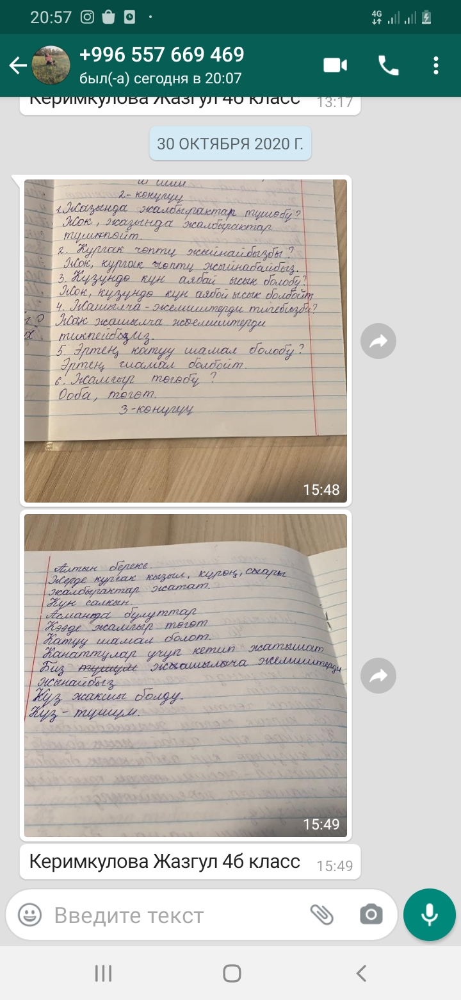 20:57
4G
+996 557 669 469
был(-а) сегодня в 20:07
Керимкулова Жазгул 4б класс 13:17
30 ОКТЯБРЯ 2020 Г.
2-көнүгүү
1. Жазында жалбырактар түшөбү?
Жок, жазында жалбырактар
түшпөйт.
2. Кургак чөптү жыйнайбызбы?
Жок, кургак чөптү жыйнабайбыз.
3. Күзүндө күн аябай ысык болобу?
Жок, күзүндө күн аябой ысык болбойт
4. Жашылча-жемиштерди тигебизби?
Жок жашылча жемиштерди
тикпейбиз.
5. Эртең катуу шамал болобу?
Эртең шамал болбойт.
6. Жамгыр төгөбү?
Ооба, төгөт.
3-көнүгүү
15:48
Алтын береке.
Жерде кургак кызыл, күрөң, сыары
жалбырактар жатат.
Күн салкын.
Асманда булуттар
Кээде жамгыр төгөт
Катуу шамал болот.
Канаттулар учуп кетип жатышат
Биз түшүм жашылча жемиштерди
жынайбыз
Күз жакшы болду.
Күз - түшүм.
15:49
Керимкулова Жазгул 4б класс 15:49
Введите текст